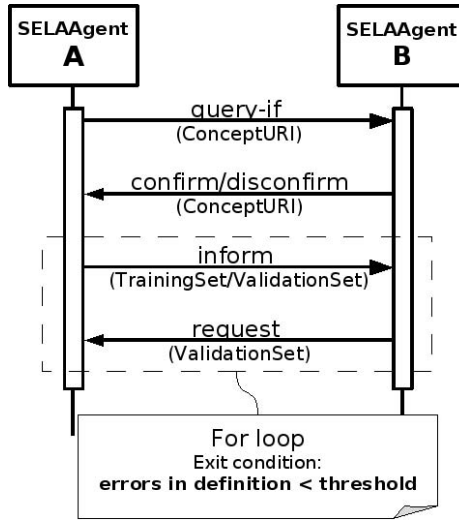 SELAAgent
A
SELAAgent
B
query-if
(ConceptURI)
confirm/disconfirm
(ConceptURI)
inform
(TrainingSet/ValidationSet)
request
(ValidationSet)
For loop
Exit condition:
errors in definition < threshold